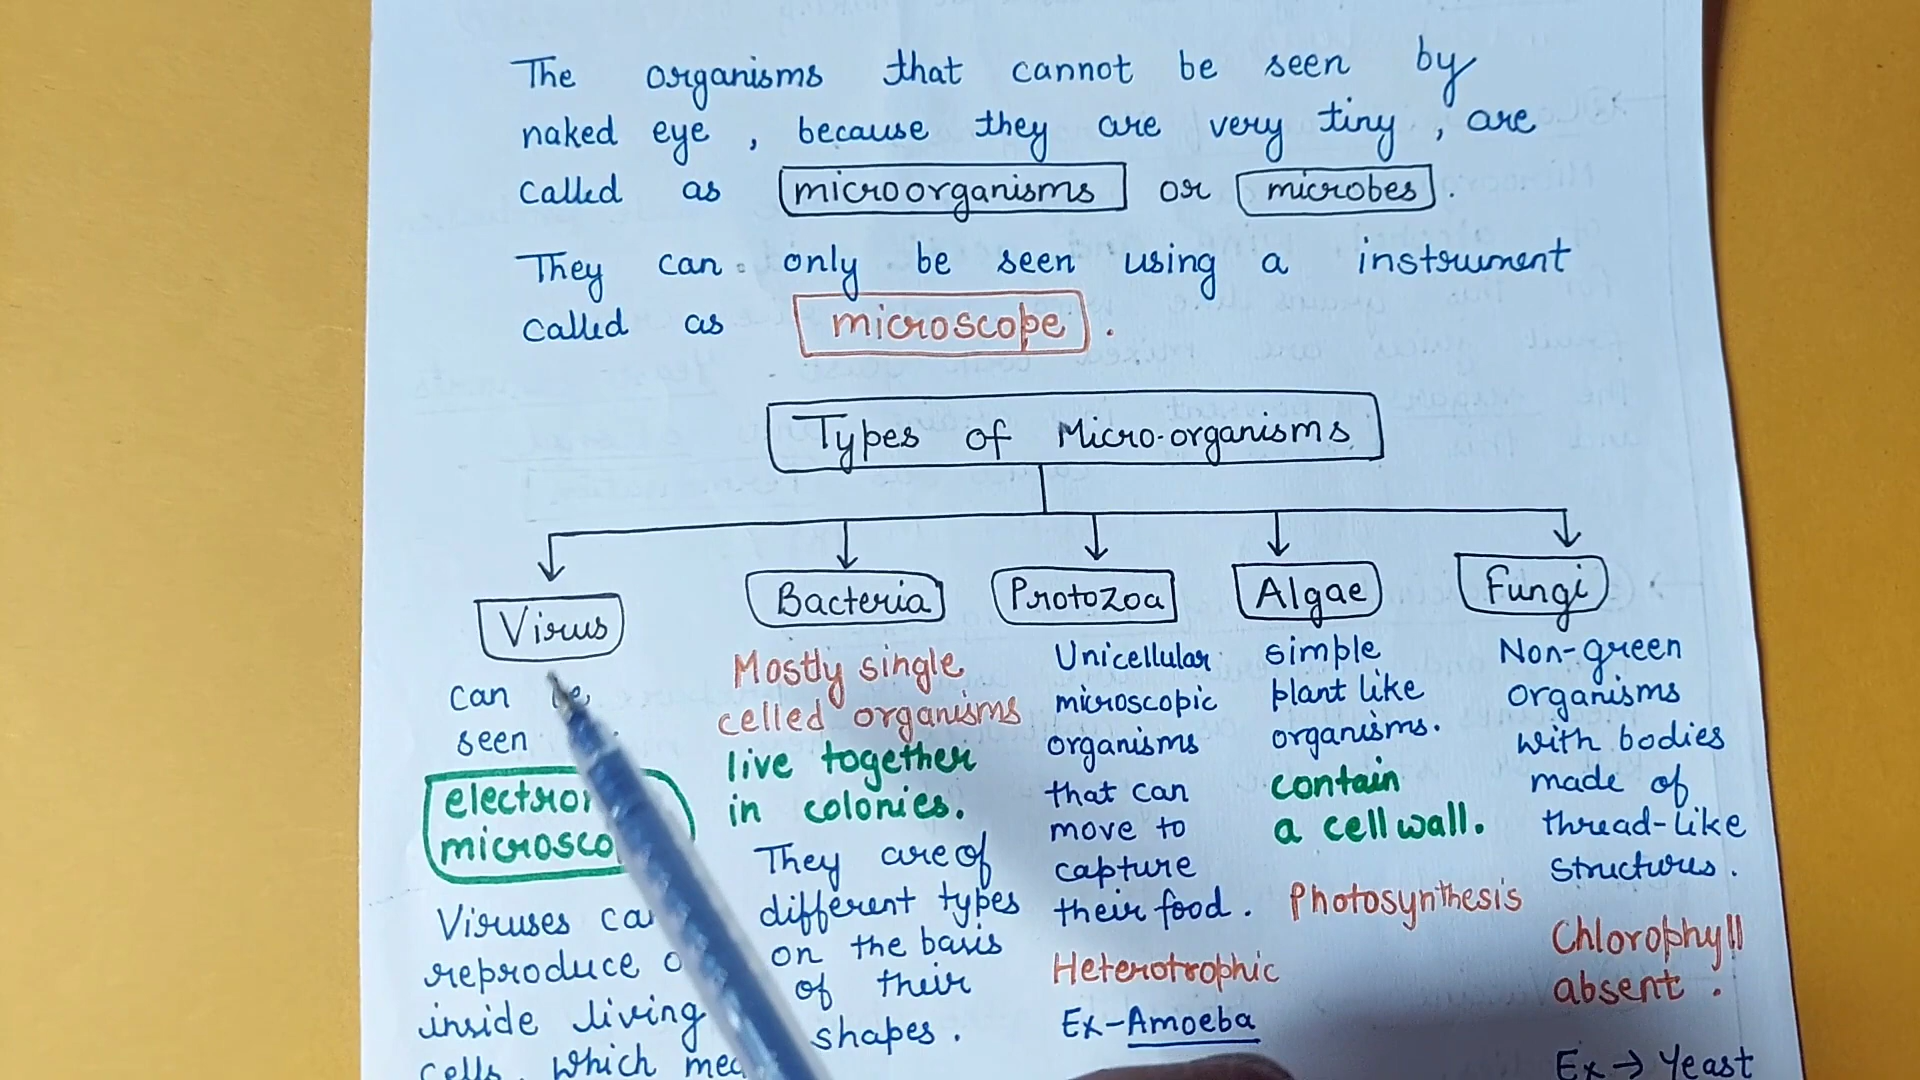 The organisms that cannot be seen by
naked eye, because they are very tiny, are
called as microorganisms or microbes.
They can only be seen using a instrument
called as microscope.
Types of Micro-organisms
Virus
can be
seen
electron
Viruses can
reproduce
inside living
cells, which
Bacteria
Mostly single
celled organisms
live together
in colonies.
They are of
different types
on the basis
of their
shapes.
Protozoa
Unicellular
microscopic
organisms
that can
move to
capture
their food.
Heterotrophic
Ex-Amoeba
Algae
simple
plant like
organisms.
contain
a cell wall.
Photosynthesis
Fungi
Non-green
organisms
with bodies
made of
thread-like
structures.
Chlorophyll
absent.
Ex → Yeast